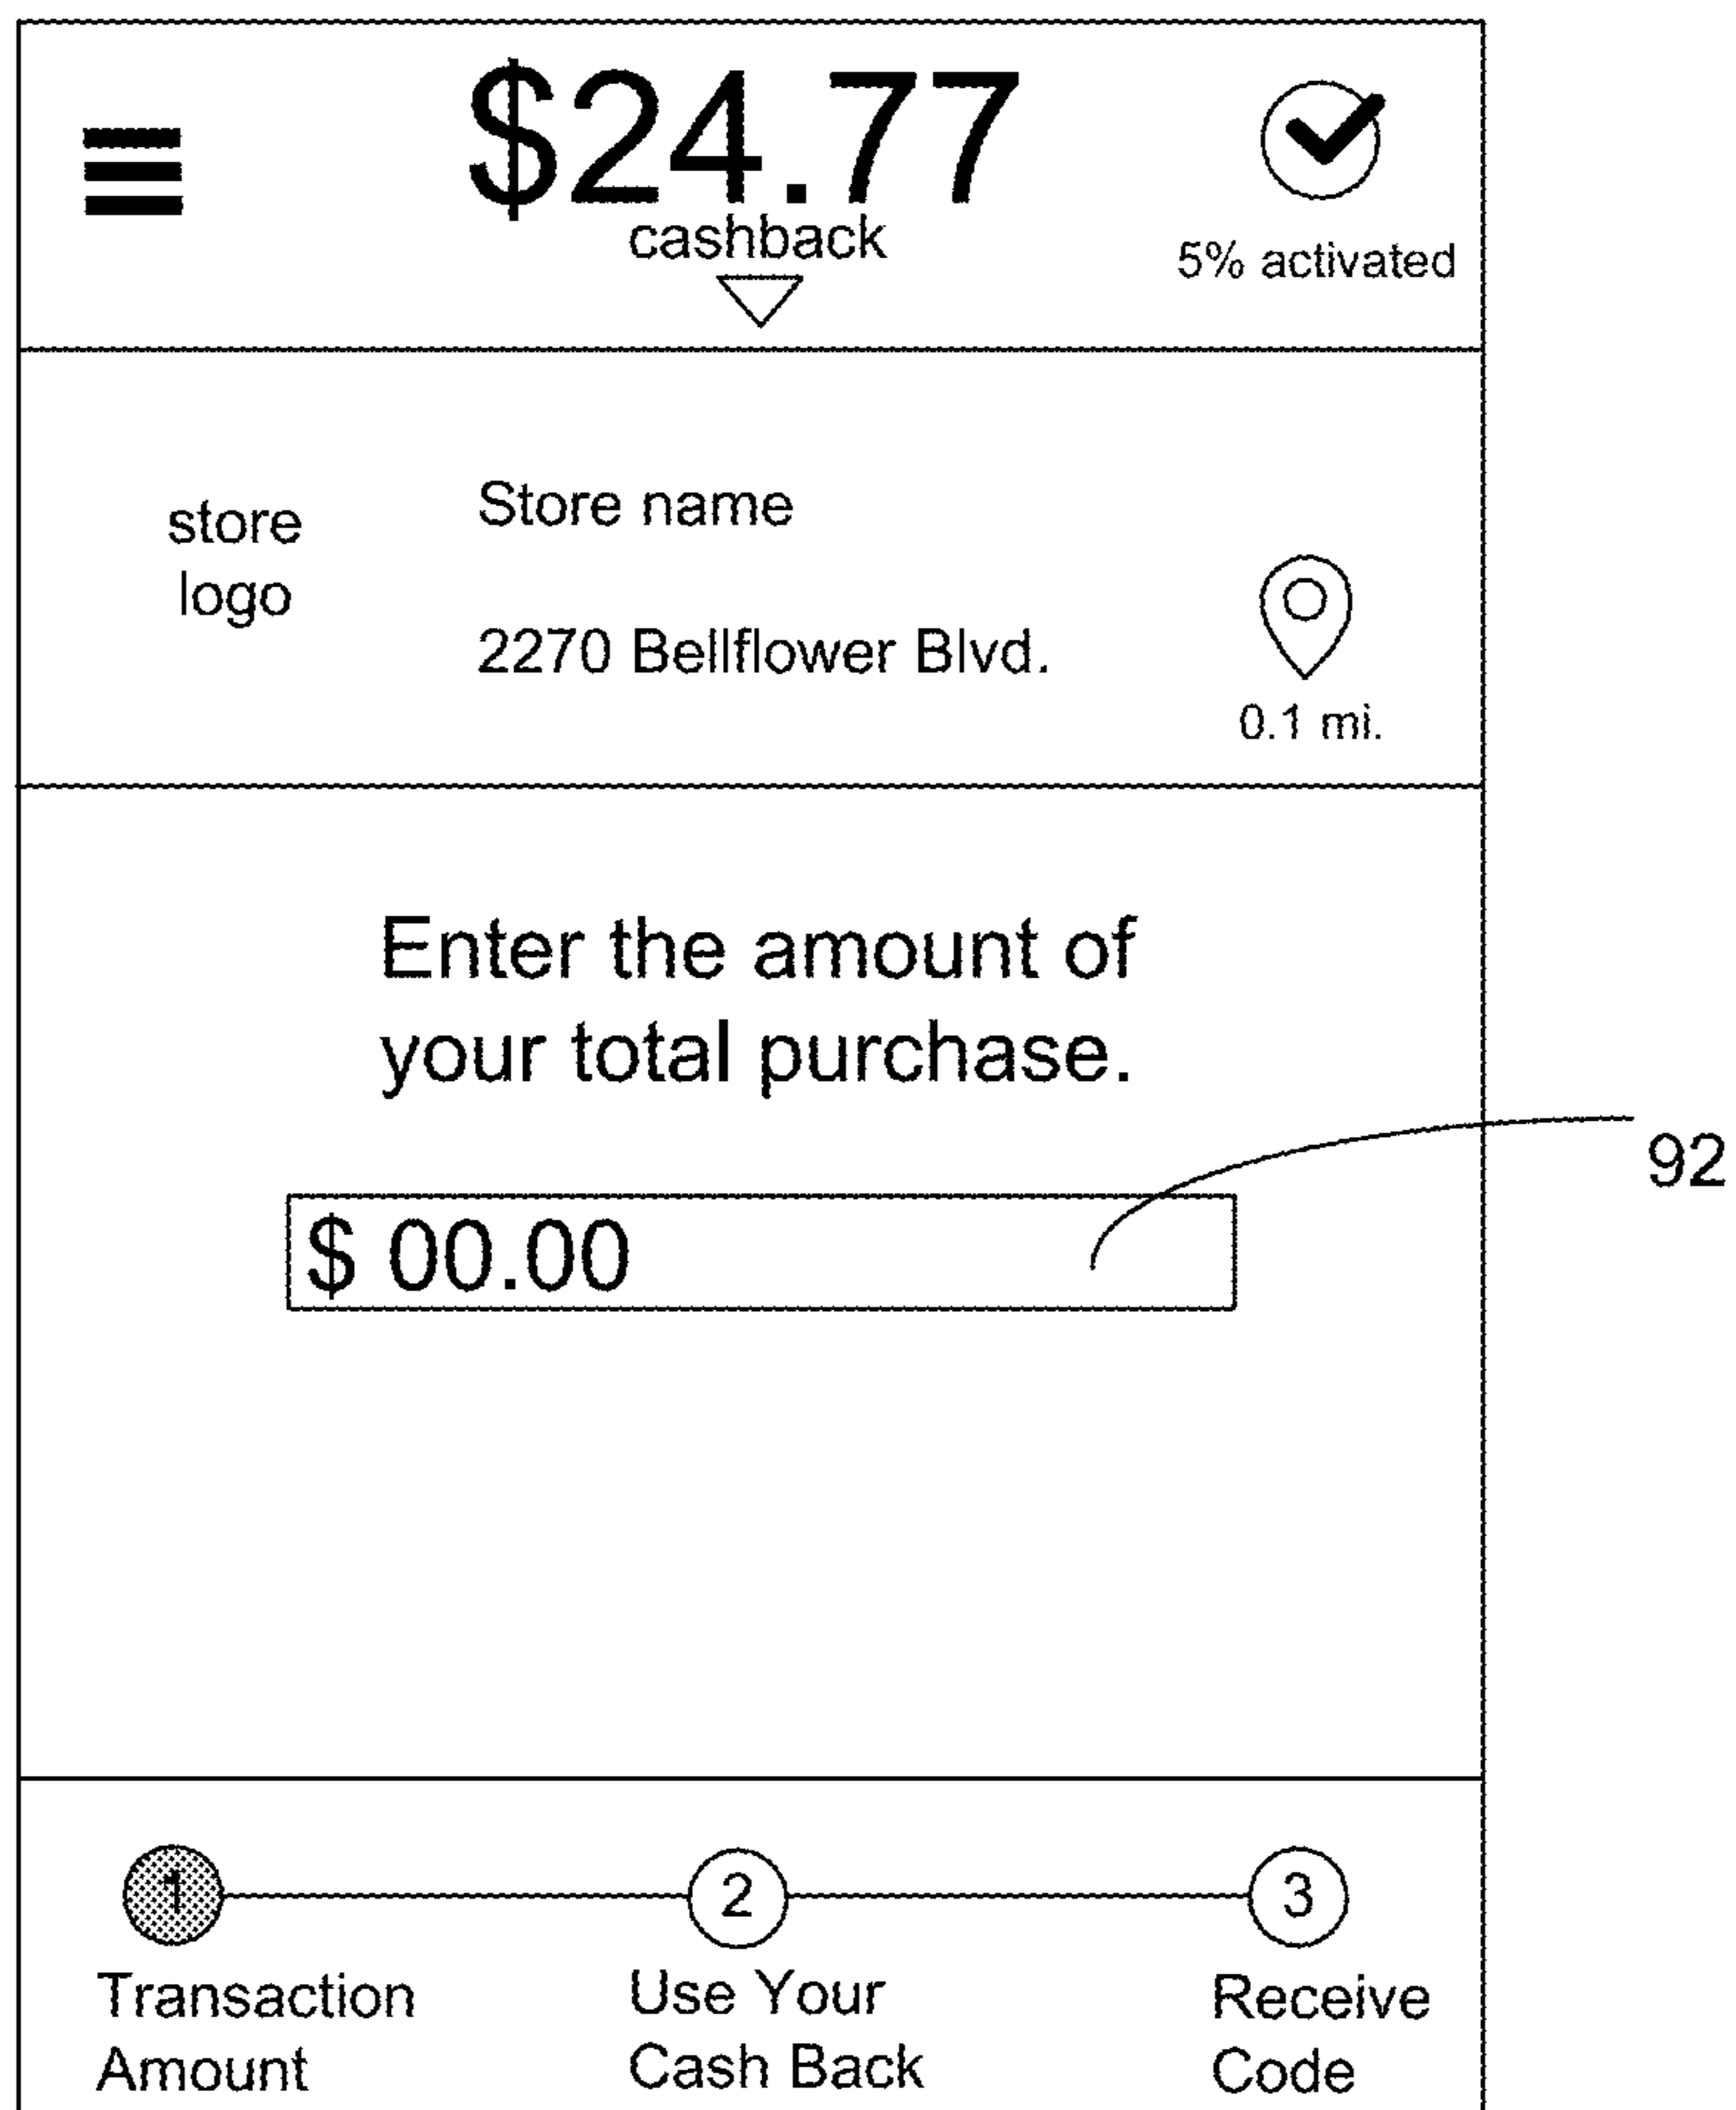 $24.77
cashback
5% activated
store
logo
Store name
2270 Bellflower Blvd.
0.1 mi.
Enter the amount of
your total purchase.
92
$ 00.00
1
2
3
Transaction
Amount
Use Your
Cash Back
Receive
Code